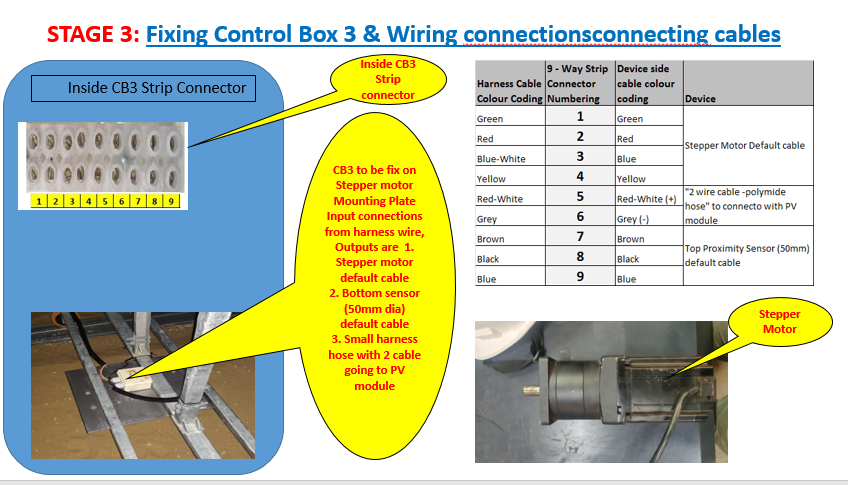 STAGE 3: Fixing Control Box 3 & Wiring connectionsconnecting cables
Inside CB3 Strip Connector
1 2 3 4 5 6 7 8 9
Inside CB3
Strip
connector
CB3 to be fix on
Stepper motor
Mounting Plate
Input connections
from harness wire,
Outputs are 1.
Stepper motor
default cable
2. Bottom sensor
(50mm dia)
default cable
3. Small harness
hose with 2 cable
going to PV
module
Harness Cable Colour Coding 9 - Way Strip Connector Numbering Device side cable colour coding Device
Green 1 Green Stepper Motor Default cable
Red 2 Red
Blue-White 3 Blue
Yellow 4 Yellow
Red-White 5 Red-White (+) "2 wire cable -polymide hose" to connecto with PV module
Grey 6 Grey (-)
Brown 7 Brown Top Proximity Sensor (50mm) default cable
Black 8 Black
Blue 9 Blue
Stepper
Motor